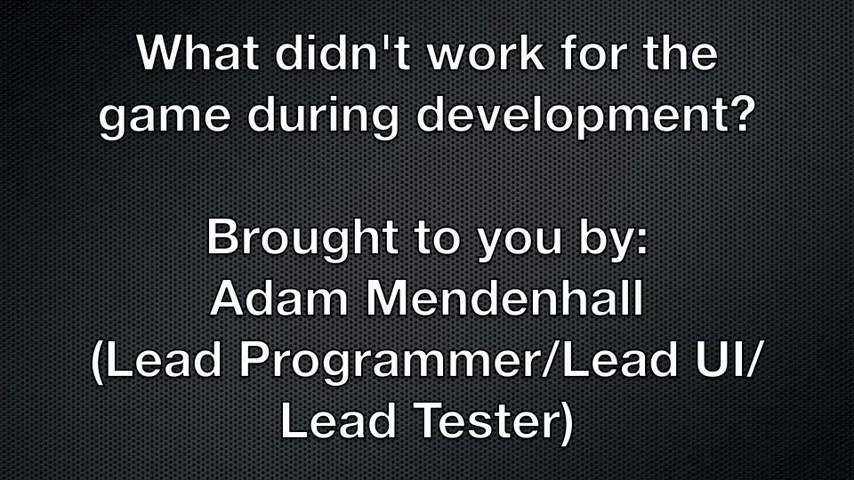 What didn't work for the
game during development?
Brought to you by:
Adam Mendenhall
(Lead Programmer/Lead UI/
Lead Tester)